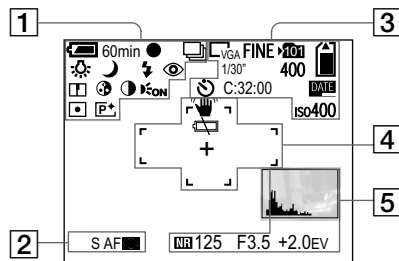 1
3
60min
VGA FINE 101
1/30"
400
C:32:00
DATE
ON
P+
ISO400
4
5
2
S AF
NR 125 F3.5 +2.0EV